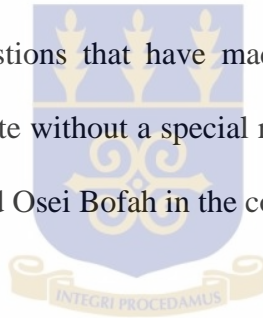 stions that have mad
te without a special r
d Osei Bofah in the co
INTEGRI PROCEDAMUS